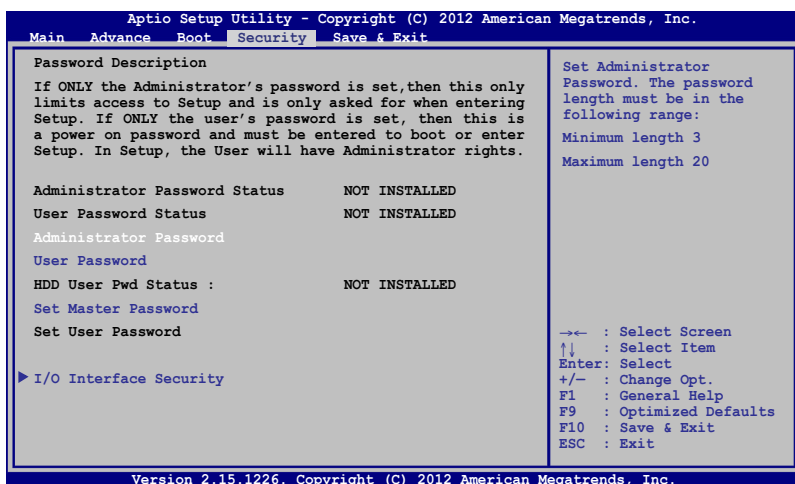 Aptio Setup Utility - Copyright (C) 2012 American Megatrends, Inc.
Main Advance Boot Security Save & Exit
Password Description
If ONLY the Administrator's password is set,then this only
limits access to Setup and is only asked for when entering
Setup. If ONLY the user's password is set, then this is
a power on password and must be entered to boot or enter
Setup. In Setup, the User will have Administrator rights.
Administrator Password Status NOT INSTALLED
User Password Status NOT INSTALLED
Administrator Password
User Password
HDD User Pwd Status : NOT INSTALLED
Set Master Password
Set User Password
I/O Interface Security
Set Administrator
Password. The password
length must be in the
following range:
Minimum length 3
Maximum length 20
→← : Select Screen
↑↓ : Select Item
Enter: Select
+/— : Change Opt.
F1 : General Help
F9 : Optimized Defaults
F10 : Save & Exit
ESC : Exit
Version 2.15.1226. Copyright (C) 2012 American Megatrends, Inc.